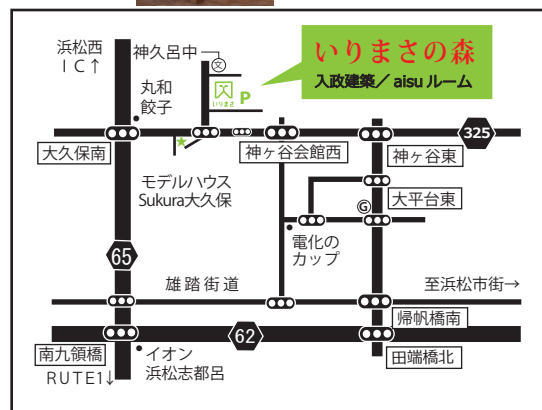 浜松西
IC↑
神久呂中
文
丸和
餃子
いりまさ
P
いりまさの森
入政建築／aisuルーム
325
大久保南
神ヶ谷会館西
神ヶ谷東
モデルハウス
Sukura大久保
大平台東
G
電化の
カップ
65
雄踏街道
至浜松市街→
帰帆橋南
62
南九領橋
イオン
浜松志都呂
田端橋北
RUTE1↓